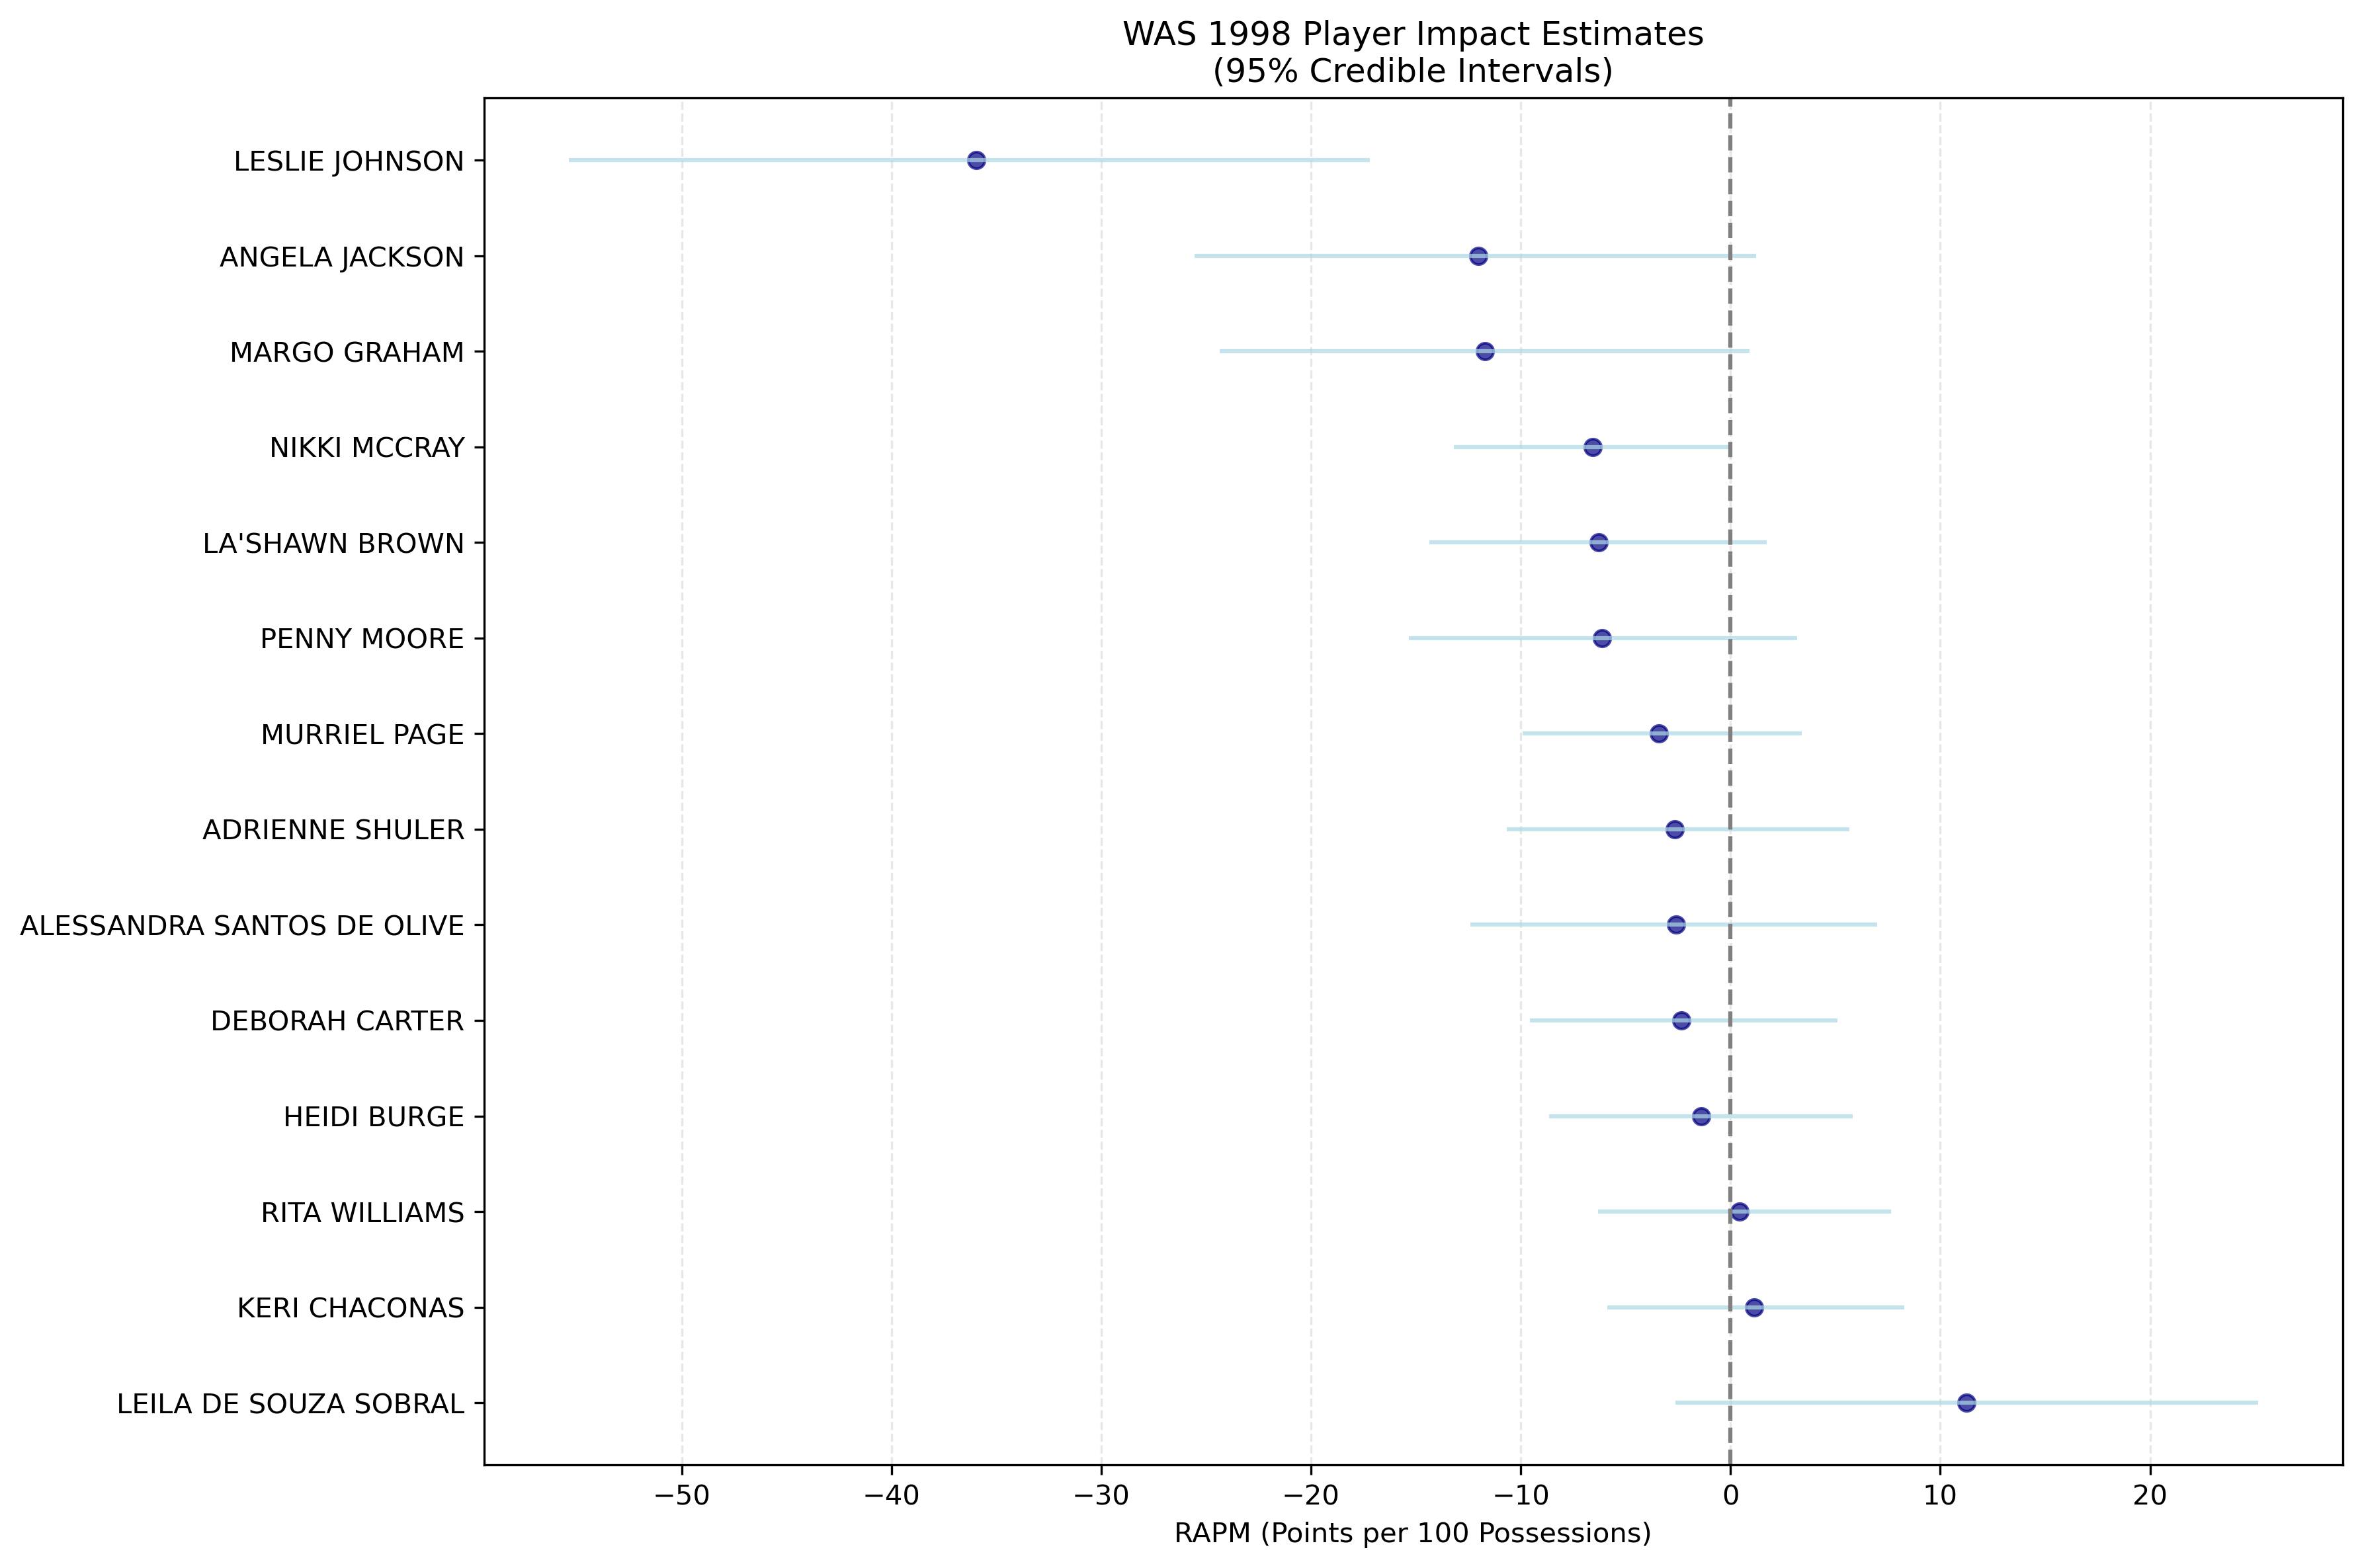 WAS 1998 Player Impact Estimates
(95% Credible Intervals)
LESLIE JOHNSON
ANGELA JACKSON
MARGO GRAHAM
NIKKI MCCRAY
LA'SHAWN BROWN
PENNY MOORE
MURRIEL PAGE
ADRIENNE SHULER
ALESSANDRA SANTOS DE OLIVE
DEBORAH CARTER
HEIDI BURGE
RITA WILLIAMS
KERI CHACONAS
LEILA DE SOUZA SOBRAL
−50 −40 −30 −20 −10 0 10 20
RAPM (Points per 100 Possessions)